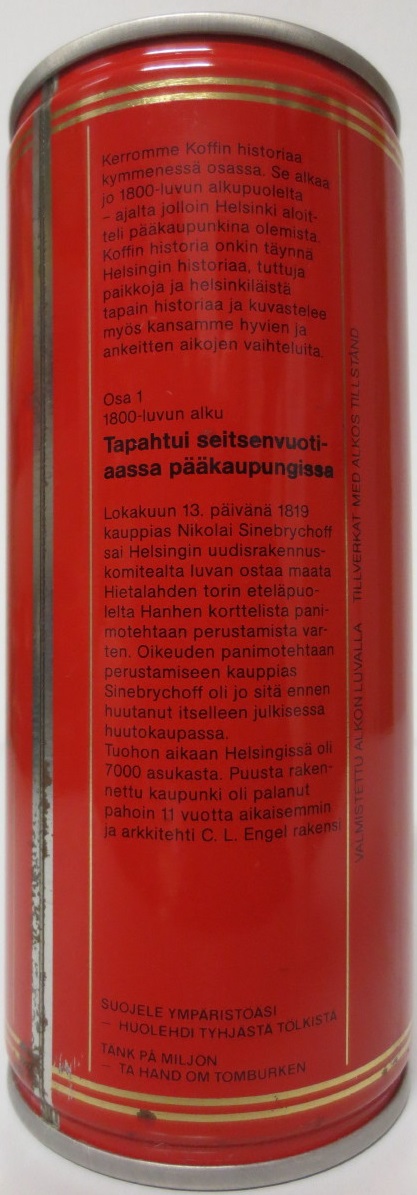 Kerromme Koffin historiaa
kymmenessä osassa. Se alkaa
jo 1800-luvun alkupuolelta
– ajalta jolloin Helsinki aloit-
teli pääkaupunkina olemista.
Koffin historia onkin täynnä
Helsingin historiaa, tuttuja
paikkoja ja helsinkiläistä
tapain historiaa ja kuvastelee
myös kansamme hyvien ja
ankeitten aikojen vaihteluita.
Osa 1
1800-luvun alku
Tapahtui seitsenvuoti-
aassa pääkaupungissa
Lokakuun 13. päivänä 1819
kauppias Nikolai Sinebrychoff
sai Helsingin uudisrakennus-
komitealta luvan ostaa maata
Hietalahden torin eteläpuo-
lelta Hanhen korttelista pani-
motehtaan perustamista var-
ten. Oikeuden panimotehtaan
perustamiseen kauppias
Sinebrychoff oli jo sitä ennen
huutanut itselleen julkisessa
huutokaupassa.
Tuohon aikaan Helsingissä oli
7000 asukasta. Puusta raken-
nettu kaupunki oli palanut
pahoin 11 vuotta aikaisemmin
ja arkkitehti C. L. Engel rakensi
SUOJELE YMPÄRISTÖÄSI
– HUOLEHDI TYHJÄSTÄ TÖLKISTÄ
TÄNK PÅ MILJÖN
– TA HAND OM TOMBURKEN
VALMISTETTU ALKON LUVALLA TILLVERKAT MED ALKOS TILLSTÅND